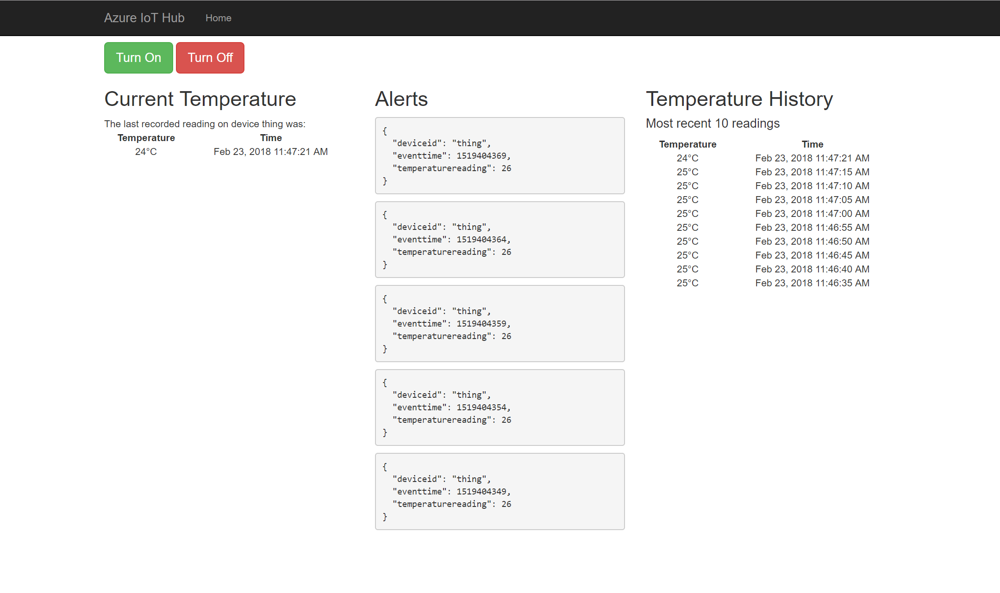 Azure IoT Hub Home
Turn On Turn Off
Current Temperature
The last recorded reading on device thing was:
Temperature Time
24°C Feb 23, 2018 11:47:21 AM
Alerts
{
  "deviceid": "thing",
  "eventtime": 1519404369,
  "temperaturereading": 26
}
{
  "deviceid": "thing",
  "eventtime": 1519404364,
  "temperaturereading": 26
}
{
  "deviceid": "thing",
  "eventtime": 1519404359,
  "temperaturereading": 26
}
{
  "deviceid": "thing",
  "eventtime": 1519404354,
  "temperaturereading": 26
}
{
  "deviceid": "thing",
  "eventtime": 1519404349,
  "temperaturereading": 26
}
Temperature History
Most recent 10 readings
Temperature Time
24°C Feb 23, 2018 11:47:21 AM
25°C Feb 23, 2018 11:47:15 AM
25°C Feb 23, 2018 11:47:10 AM
25°C Feb 23, 2018 11:47:05 AM
25°C Feb 23, 2018 11:47:00 AM
25°C Feb 23, 2018 11:46:55 AM
25°C Feb 23, 2018 11:46:50 AM
25°C Feb 23, 2018 11:46:45 AM
25°C Feb 23, 2018 11:46:40 AM
25°C Feb 23, 2018 11:46:35 AM